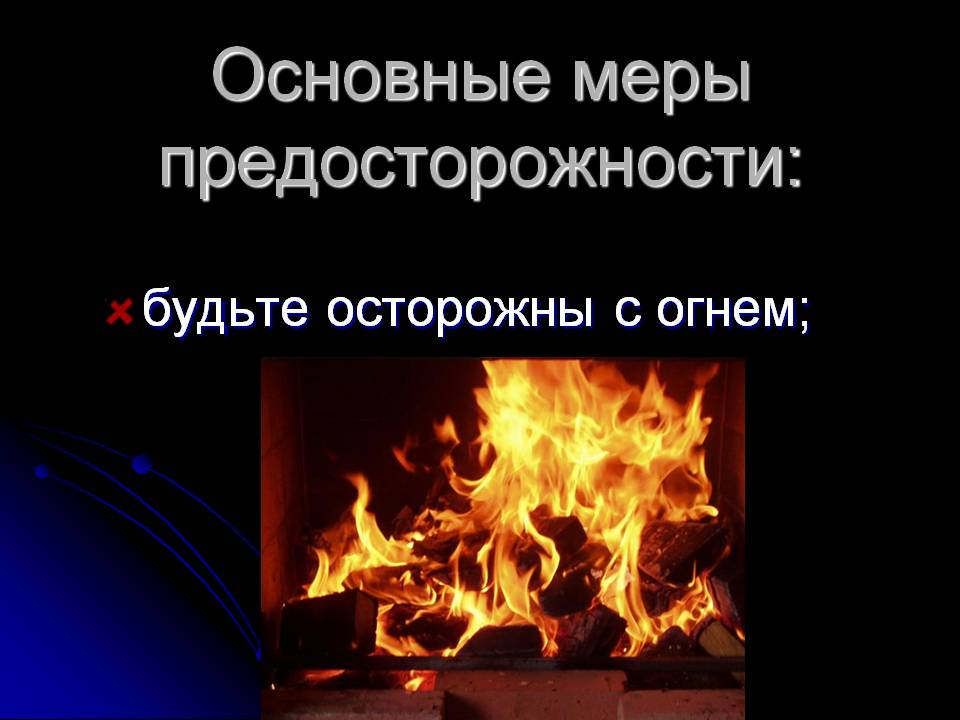 Основные меры
предосторожности:
будьте осторожны с огнем;